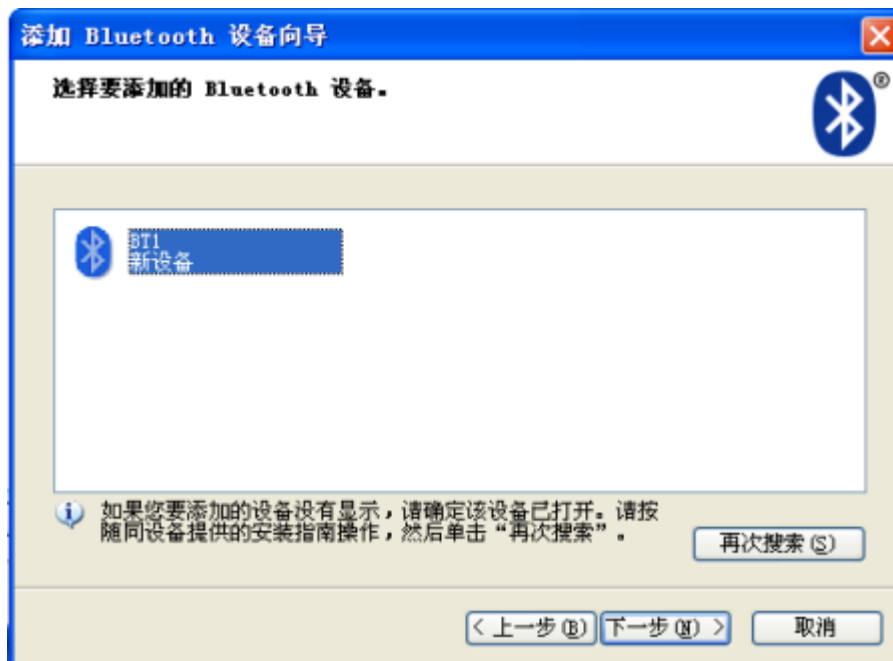 添加 Bluetooth 设备向导
选择要添加的 Bluetooth 设备。
®
BT1
新设备
如果您要添加的设备没有显示，请确定该设备已打开。请按
随同设备提供的安装指南操作，然后单击“再次搜索”。
再次搜索(S)
< 上一步(B)
下一步(N) >
取消